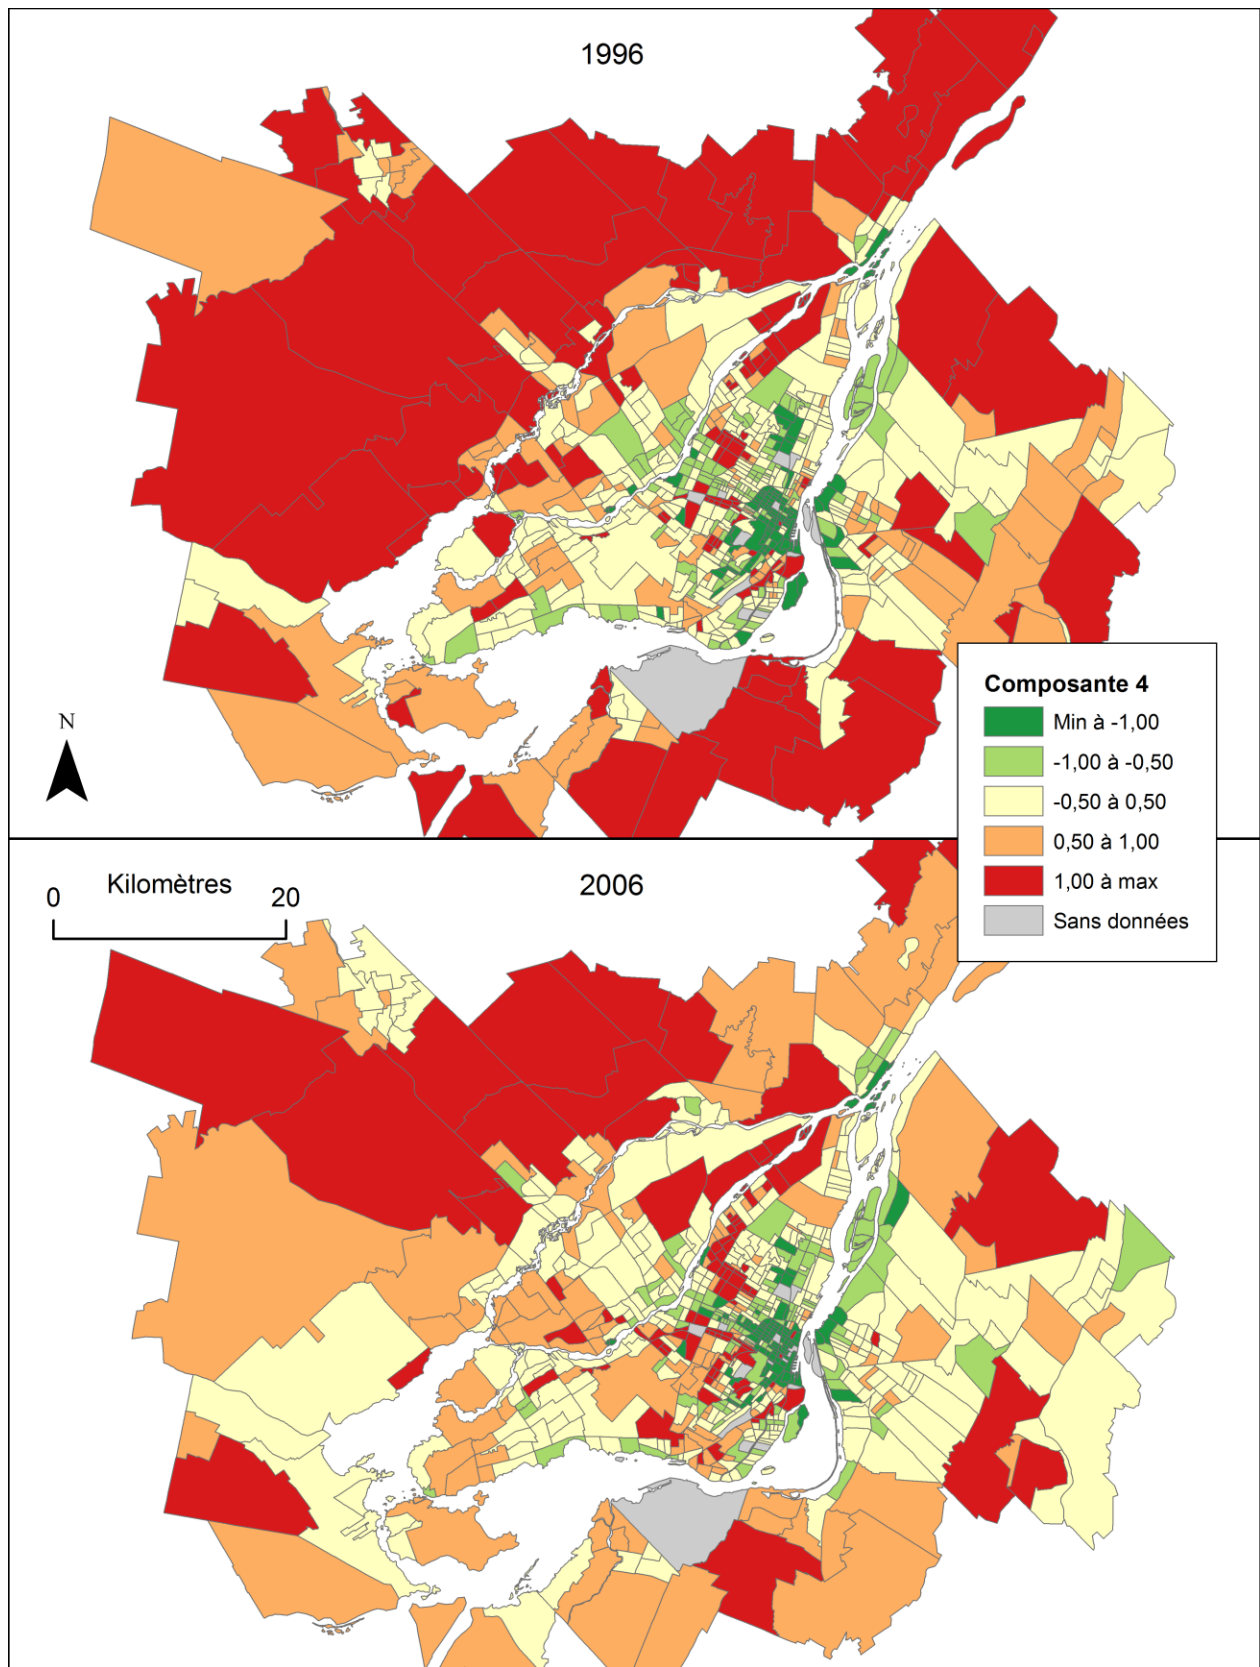 1996
N
Composante 4
Min à -1,00
-1,00 à -0,50
-0,50 à 0,50
0,50 à 1,00
1,00 à max
Sans données
0 Kilomètres 20
2006